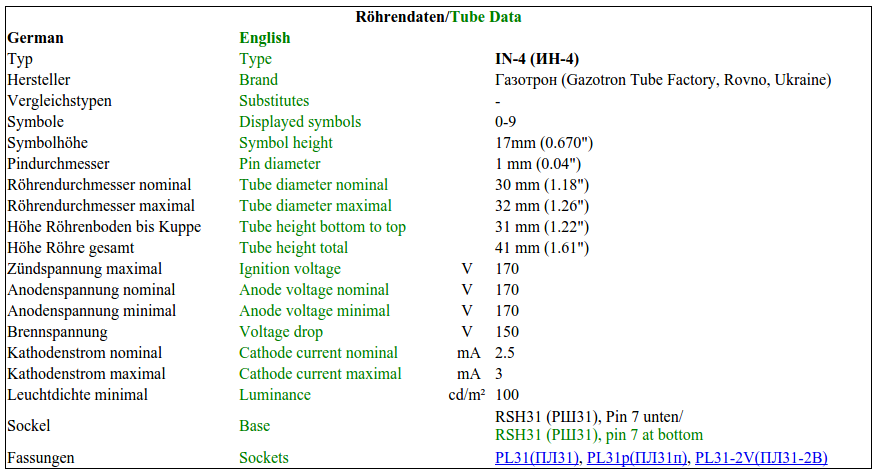 Röhrendaten/Tube Data
German English
Typ Type IN-4 (ИН-4)
Hersteller Brand Газотрон (Gazotron Tube Factory, Rovno, Ukraine)
Vergleichstypen Substitutes -
Symbole Displayed symbols 0-9
Symbolhöhe Symbol height 17mm (0.670")
Pindurchmesser Pin diameter 1 mm (0.04")
Röhrendurchmesser nominal Tube diameter nominal 30 mm (1.18")
Röhrendurchmesser maximal Tube diameter maximal 32 mm (1.26")
Höhe Röhrenboden bis Kuppe Tube height bottom to top 31 mm (1.22")
Höhe Röhre gesamt Tube height total 41 mm (1.61")
Zündspannung maximal Ignition voltage V 170
Anodenspannung nominal Anode voltage nominal V 170
Anodenspannung minimal Anode voltage minimal V 170
Brennspannung Voltage drop V 150
Kathodenstrom nominal Cathode current nominal mA 2.5
Kathodenstrom maximal Cathode current maximal mA 3
Leuchtdichte minimal Luminance cd/m² 100
Sockel Base RSH31 (РШ31), Pin 7 unten/
RSH31 (РШ31), pin 7 at bottom
Fassungen Sockets PL31(ПЛ31), PL31p(ПЛ31п), PL31-2V(ПЛ31-2В)